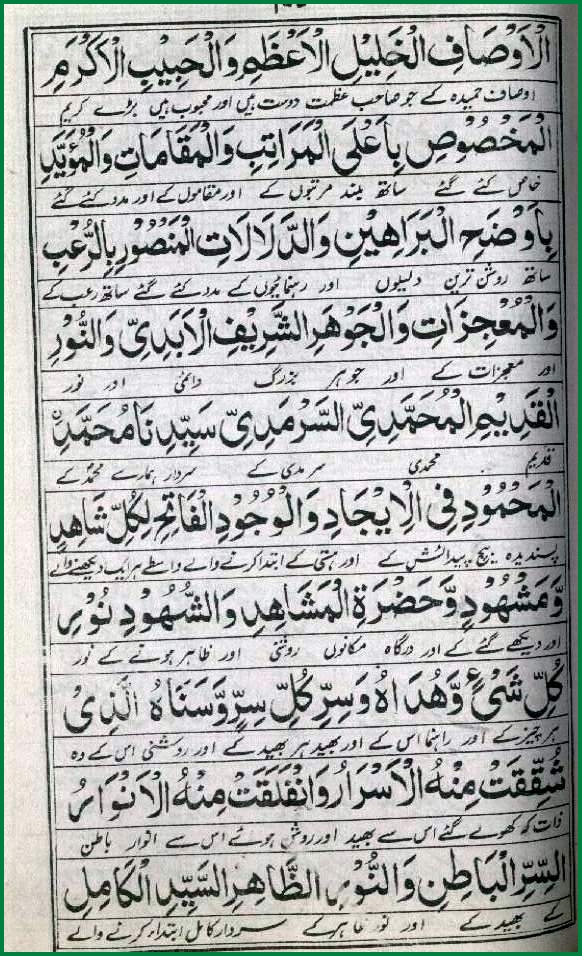 الْاَوْصَافِ الْخَلِيْلِ الْاَعْظَمِ وَالْحَبِيْبِ الْاَكْرَمِ
اوصاف حمیدہ کے جو صاحب عظمت دوست ہیں اور محبوب ہیں بڑے کریم
الْمَخْصُوْصِ بِاَعْلَى الْمَرَاتِبِ وَالْمَقَامَاتِ وَالْمُؤَيَّدِ
خاص کئے گئے ساتھ بلند مرتبوں کے اور مقاموں کے اور مدد کئے گئے
بِاَوْضَحِ الْبَرَاهِيْنِ وَالدَّلَالَاتِ الْمَنْصُوْرِ بِالرُّعْبِ
ساتھ روشن ترین دلیلوں اور رہنمائیوں کے مدد کئے گئے ساتھ رعب کے
وَالْمُعْجِزَاتِ وَالْجَوْهَرِ الشَّرِيْفِ الْاَبَدِيِّ وَالنُّوْرِ
اور معجزات کے اور جوہر بزرگ دائمی اور نور
الْقَدِيْمِ الْمُحَمَّدِيِّ السَّرْمَدِيِّ سَيِّدِنَا مُحَمَّدِ
قدیم محمدی سرمدی کے سردار ہمارے محمد کے
الْمَحْمُوْدِ فِي الْاِيْجَادِ وَالْوُجُوْدِ الْفَاتِحِ لِكُلِّ شَاهِدٍ
پسندیدہ بیچ پیدائش کے اور ہستی کے ابتدا کرنے والے واسطے ہر ایک دیکھنے والے
وَّمَشْهُوْدٍ وَّحَضْرَةِ الْمَشَاهِدِ وَالشُّهُوْدِ نُوْرِ
اور دیکھے گئے کے اور درگاہ مکانوں روشنی اور ظاہر ہونے کے نور
كُلِّ شَيْءٍ وَّهُدَاهُ وَسِرِّ كُلِّ سِرٍّ وَّسَنَاهُ الَّذِيْ
ہر چیز کے اور راہنما اس کے اور بھید ہر بھید کے اور روشنی اس کے وہ
شُقِّقَتْ مِنْهُ الْاَسْرَارُ وَانْفَلَقَتْ مِنْهُ الْاَنْوَارُ
ذات کو کھولے گئے اس سے بھید اور روشن ہوئے اس سے انوار باطن
السِّرِّ الْبَاطِنِ وَالنُّوْرِ الظَّاهِرِ السَّيِّدِ الْكَامِلِ
کے بھید کے اور نور ظاہر کے سردار کامل ابتداء کرنے والے